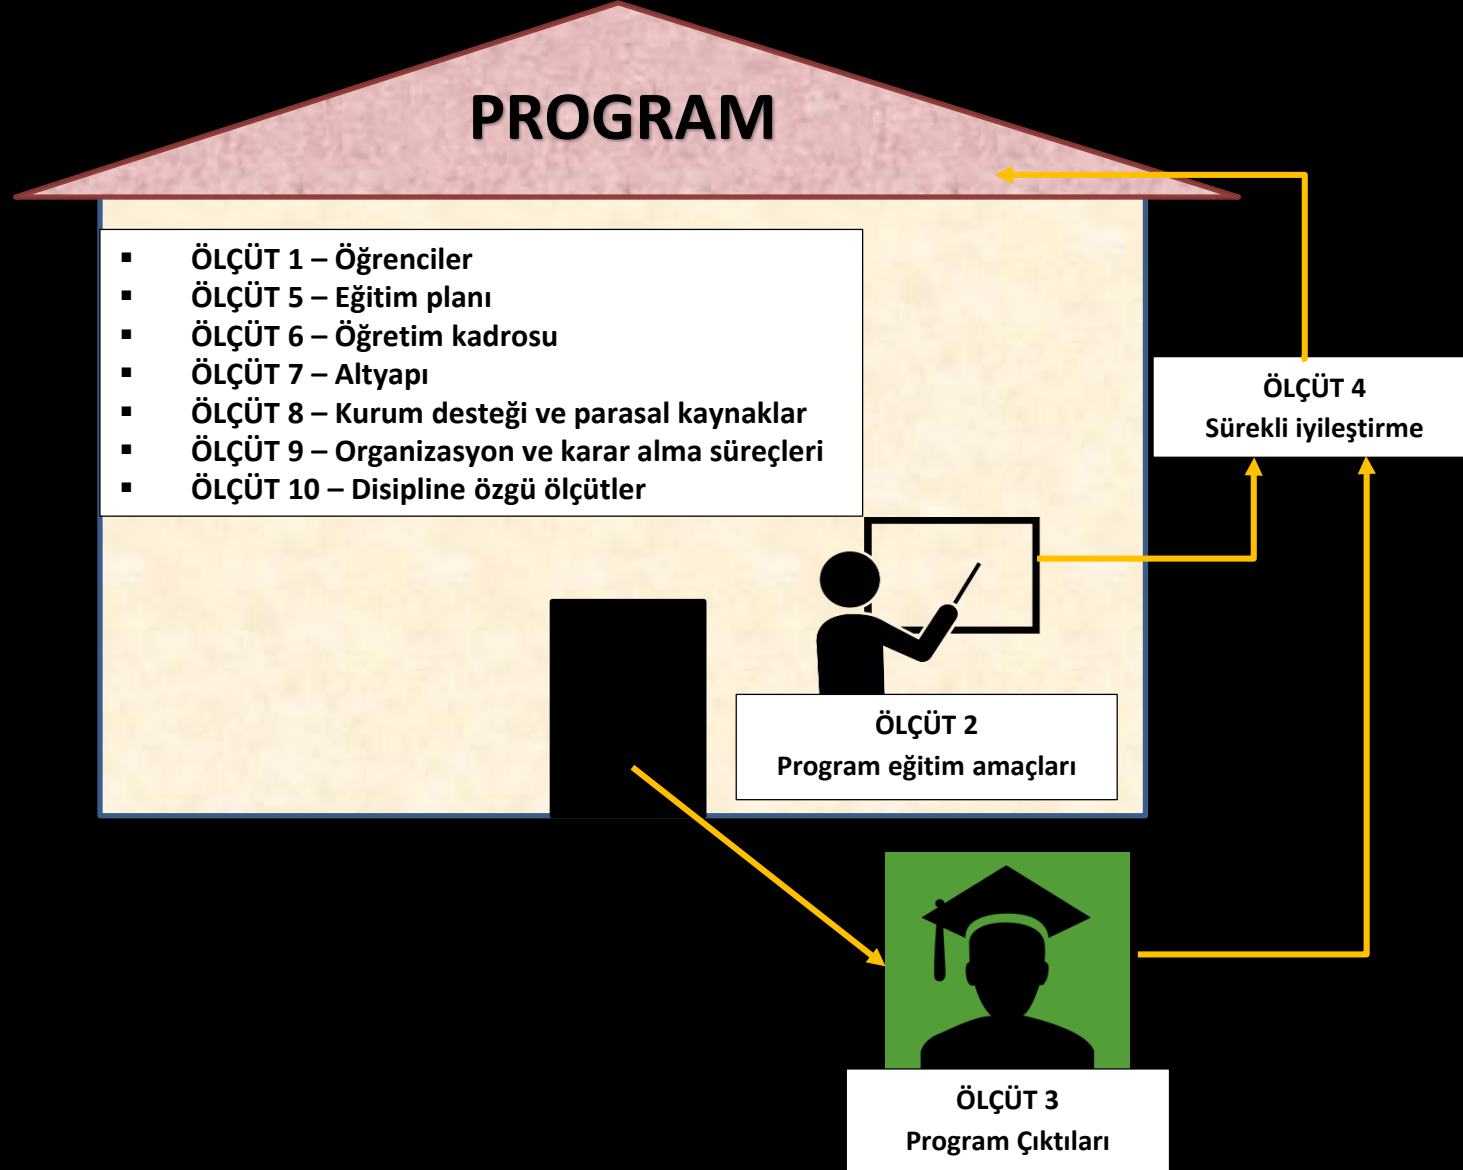 PROGRAM
▪ ÖLÇÜT 1 – Öğrenciler
▪ ÖLÇÜT 5 – Eğitim planı
▪ ÖLÇÜT 6 – Öğretim kadrosu
▪ ÖLÇÜT 7 – Altyapı
▪ ÖLÇÜT 8 – Kurum desteği ve parasal kaynaklar
▪ ÖLÇÜT 9 – Organizasyon ve karar alma süreçleri
▪ ÖLÇÜT 10 – Disipline özgü ölçütler
ÖLÇÜT 4
Sürekli iyileştirme
ÖLÇÜT 2
Program eğitim amaçları
ÖLÇÜT 3
Program Çıktıları